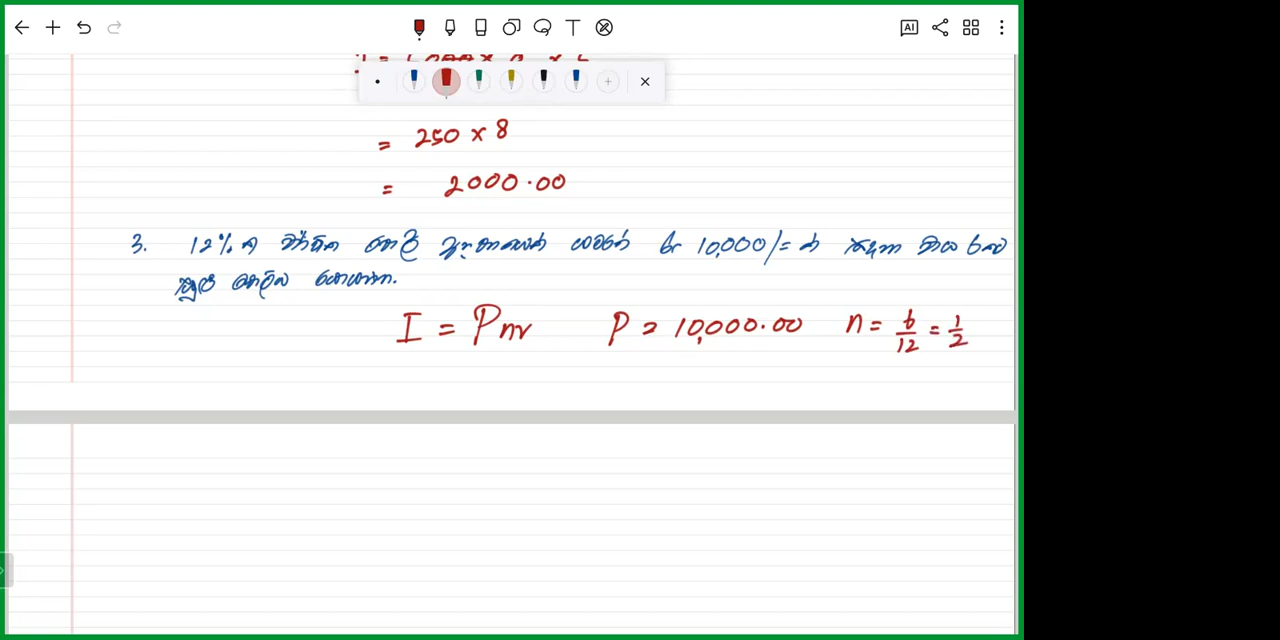 = 250 x 8
= 2000.00
3. 12% ක වාර්ෂික පොලී අනුපාතයක් යටතේ රු 10,000/= ක් සඳහා මාස 6කට
සුළු පොලිය සොයන්න.
I = Pnr P = 10,000.00 n = 6/12 = 1/2